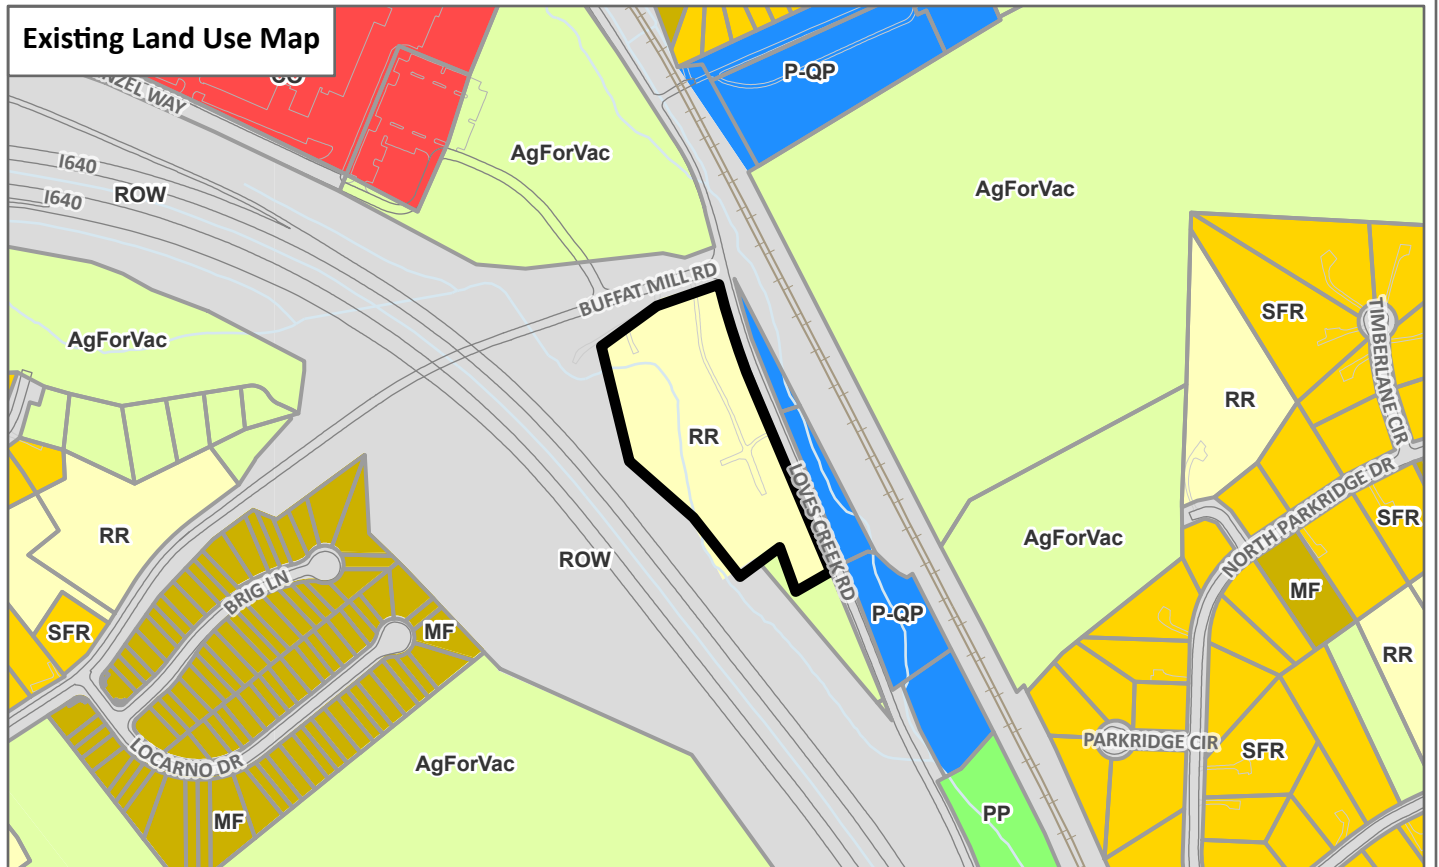 Existing Land Use Map
P-QP
AgForVac
AgForVac
I640
ROW
I640
BUFFAT MILL RD
SFR
TIMBERLANE CIR
AgForVac
RR
RR
LOVES CREEK RD
NORTH PARKRIDGE DR
SFR
RR
AgForVac
ROW
BRIG LN
MF
P-QP
SFR
MF
RR
LOCARNO DR
PARKRIDGE CIR
SFR
AgForVac
MF
PP